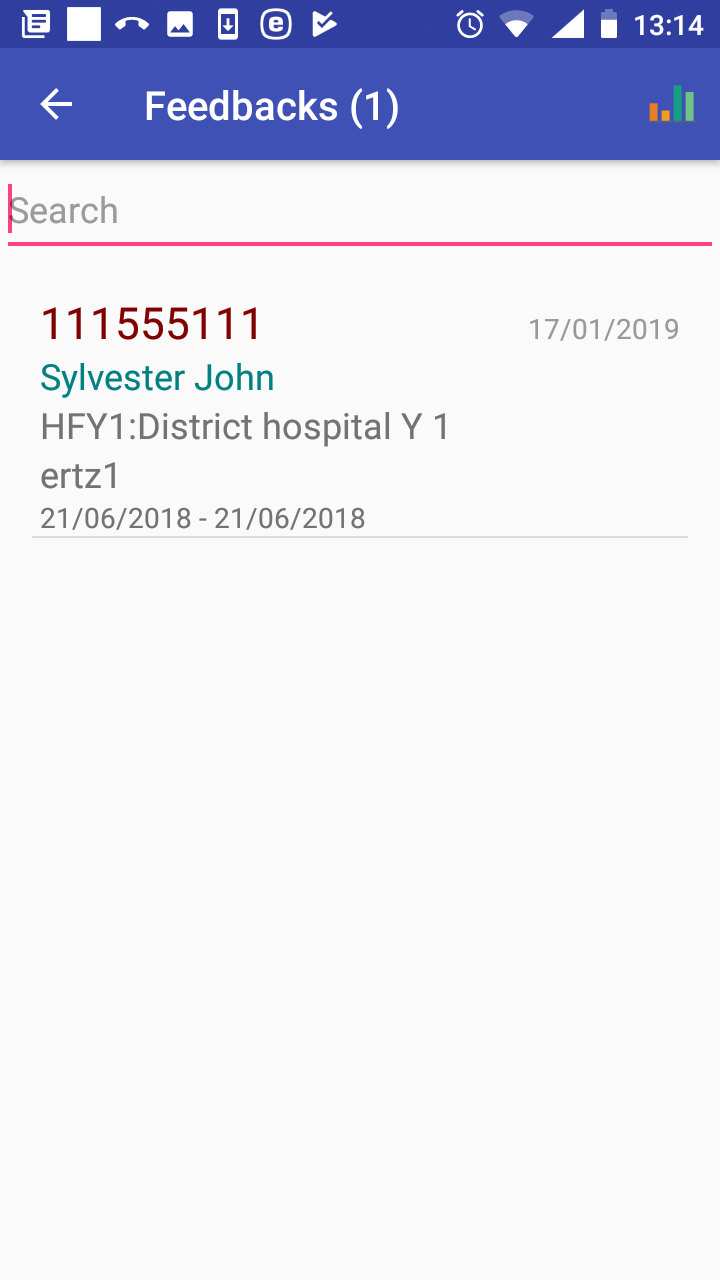 13:14
Feedbacks (1)
Search
111555111
17/01/2019
Sylvester John
HFY1:District hospital Y 1
ertz1
21/06/2018 - 21/06/2018